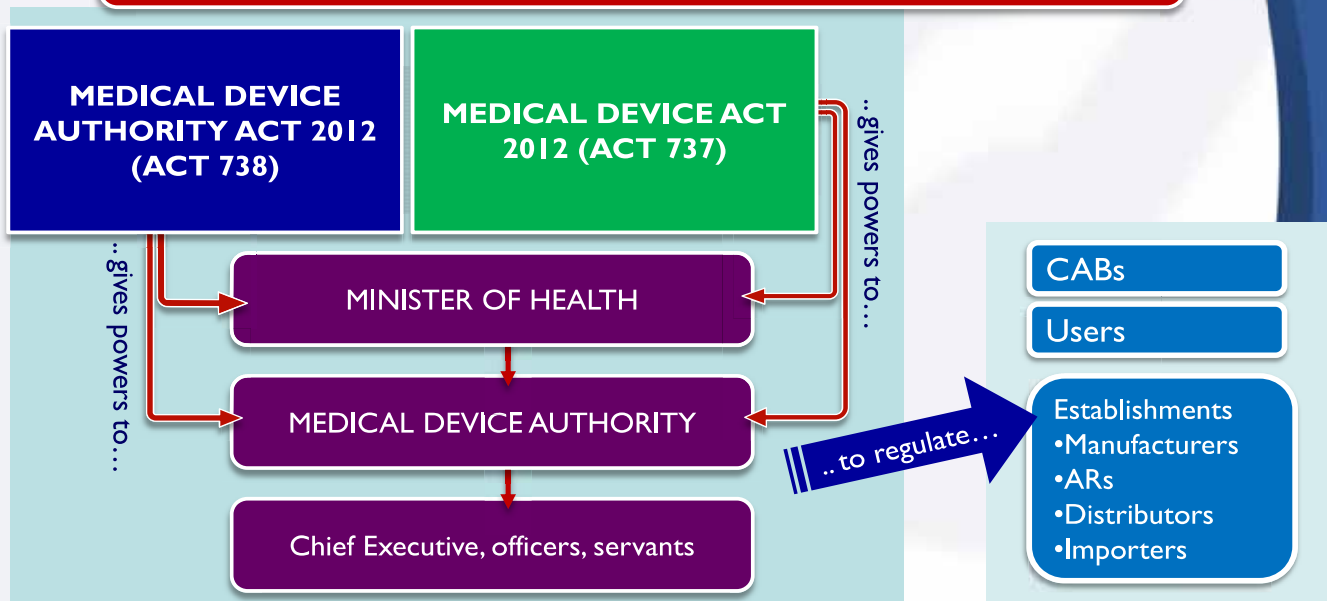 MEDICAL DEVICE
AUTHORITY ACT 2012
(ACT 738)
MEDICAL DEVICE ACT
2012 (ACT 737)
..gives powers to…
..gives powers to…
MINISTER OF HEALTH
MEDICAL DEVICE AUTHORITY
Chief Executive, officers, servants
..to regulate…
CABs
Users
Establishments
•Manufacturers
•ARs
•Distributors
•Importers